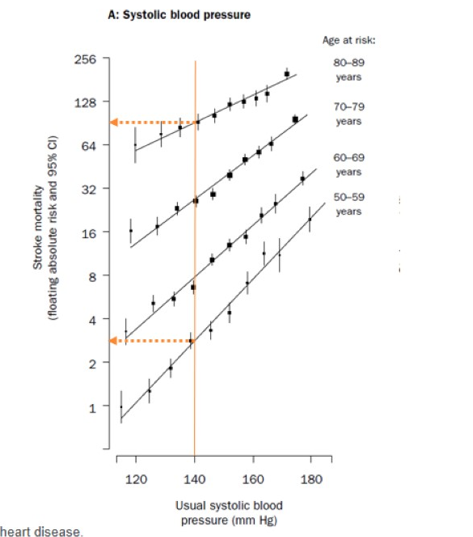 A: Systolic blood pressure
Age at risk:
80–89
years
70–79
years
60–69
years
50–59
years
256
128
64
32
16
8
4
2
1
Stroke mortality
(floating absolute risk and 95% CI)
120 140 160 180
Usual systolic blood
pressure (mm Hg)
heart disease.